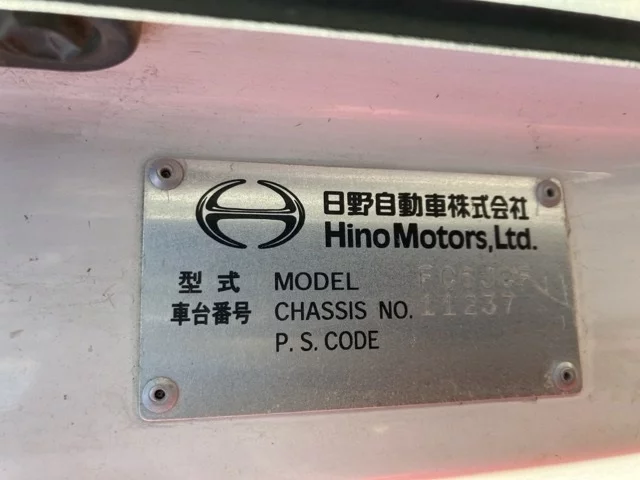 日野自動車株式会社
Hino Motors, Ltd.
型式 MODEL
車台番号 CHASSIS NO. 11237
P. S. CODE